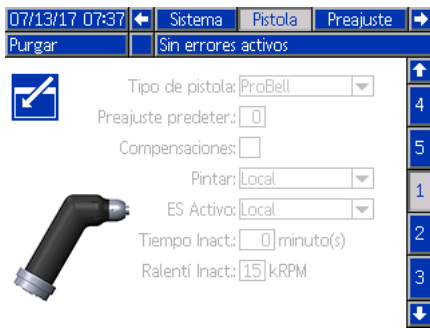 07/13/17 07:37 Sistema Pistola Preajuste
Purgar Sin errores activos
Tipo de pistola: ProBell
4
Preajuste predeter.: 0
Compensaciones:
5
Pintar: Local
1
ES Activo: Local
Tiempo Inact.: 0 minuto(s)
2
Ralentí Inact.: 15 kRPM
3